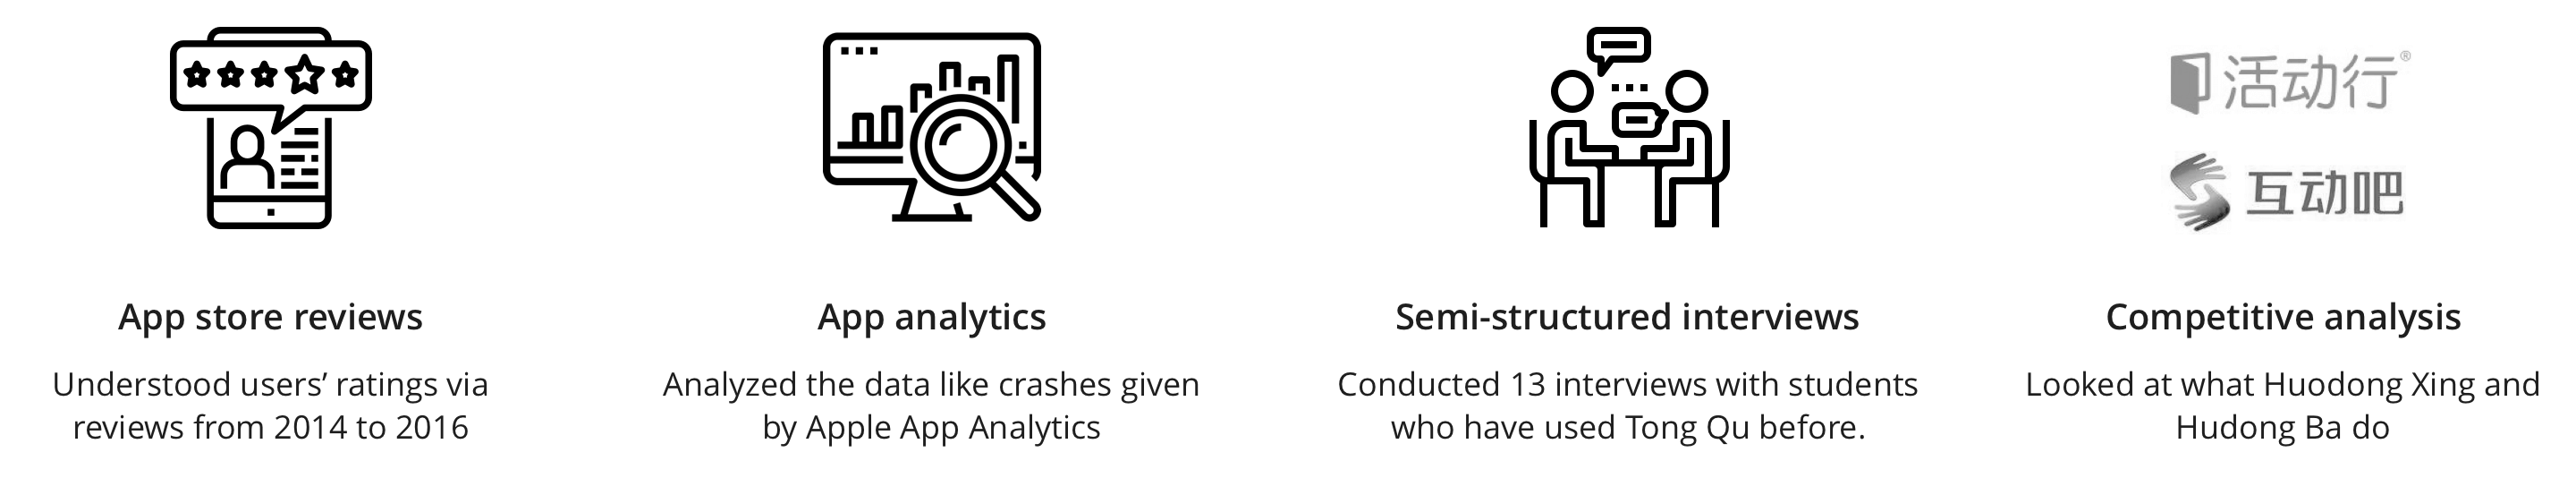 活动行®
互动吧
App store reviews
Understood users’ ratings via
reviews from 2014 to 2016
App analytics
Analyzed the data like crashes given
by Apple App Analytics
Semi-structured interviews
Conducted 13 interviews with students
who have used Tong Qu before.
Competitive analysis
Looked at what Huodong Xing and
Hudong Ba do